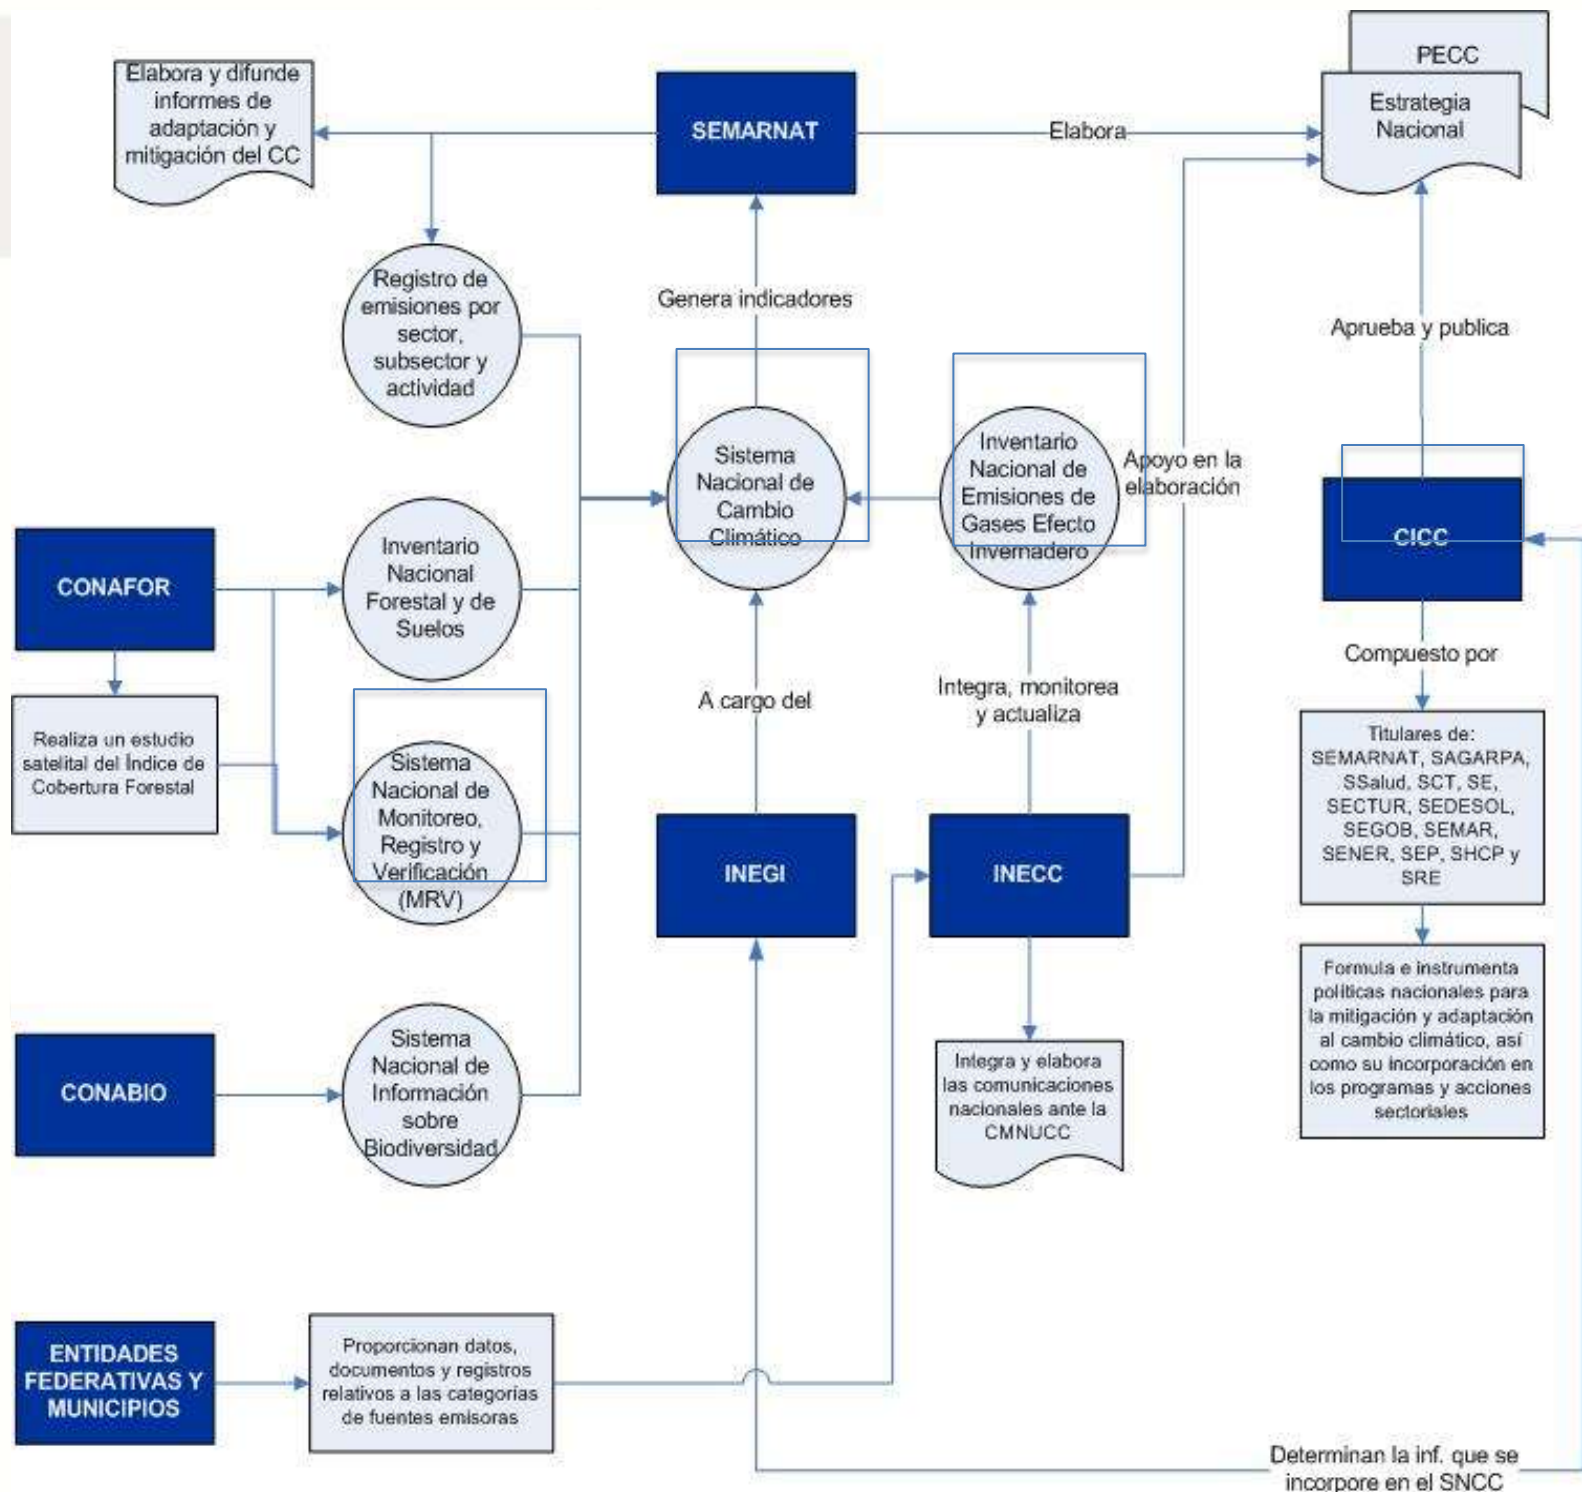 Elabora y difunde
informes de
adaptación y
mitigación del CC
SEMARNAT
Elabora
PECC
Estrategia
Nacional
Registro de
emisiones por
sector,
subsector y
actividad
Genera indicadores
Aprueba y publica
Sistema
Nacional de
Cambio
Climático
Inventario
Nacional de
Emisiones de
Gases Efecto
Invernadero
Apoyo en la
elaboración
CICC
CONAFOR
Inventario
Nacional
Forestal y de
Suelos
Compuesto por
Realiza un estudio
satelital del Índice de
Cobertura Forestal
Sistema
Nacional de
Monitoreo,
Registro y
Verificación
(MRV)
A cargo del
Integra, monitorea
y actualiza
Titulares de:
SEMARNAT, SAGARPA,
SSalud, SCT, SE,
SECTUR, SEDESOL,
SEGOB, SEMAR,
SENER, SEP, SHCP y
SRE
INEGI
INECC
Formula e instrumenta
políticas nacionales para
la mitigación y adaptación
al cambio climático, así
como su incorporación en
los programas y acciones
sectoriales
CONABIO
Sistema
Nacional de
Información
sobre
Biodiversidad
Integra y elabora
las comunicaciones
nacionales ante la
CMNUCC
ENTIDADES
FEDERATIVAS Y
MUNICIPIOS
Proporcionan datos,
documentos y registros
relativos a las categorías
de fuentes emisoras
Determinan la inf. que se
incorpore en el SNCC